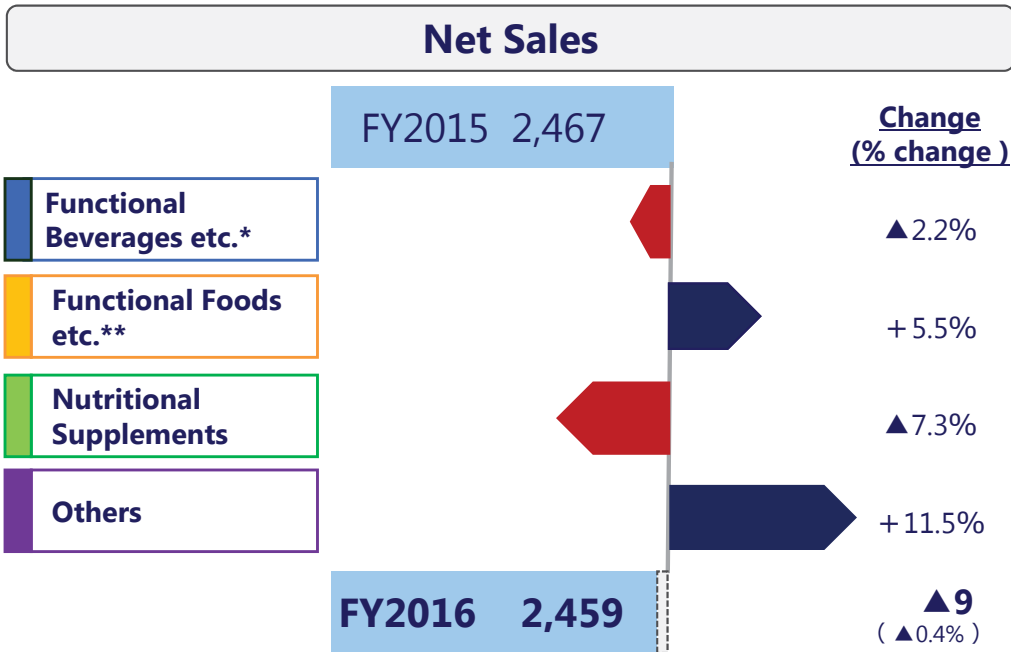 Net Sales
FY2015 2,467
Change
(% change )
Functional
Beverages etc.*
▲2.2%
Functional Foods
etc.**
+5.5%
Nutritional
Supplements
▲7.3%
Others
+11.5%
FY2016 2,459
▲9
( ▲0.4% )